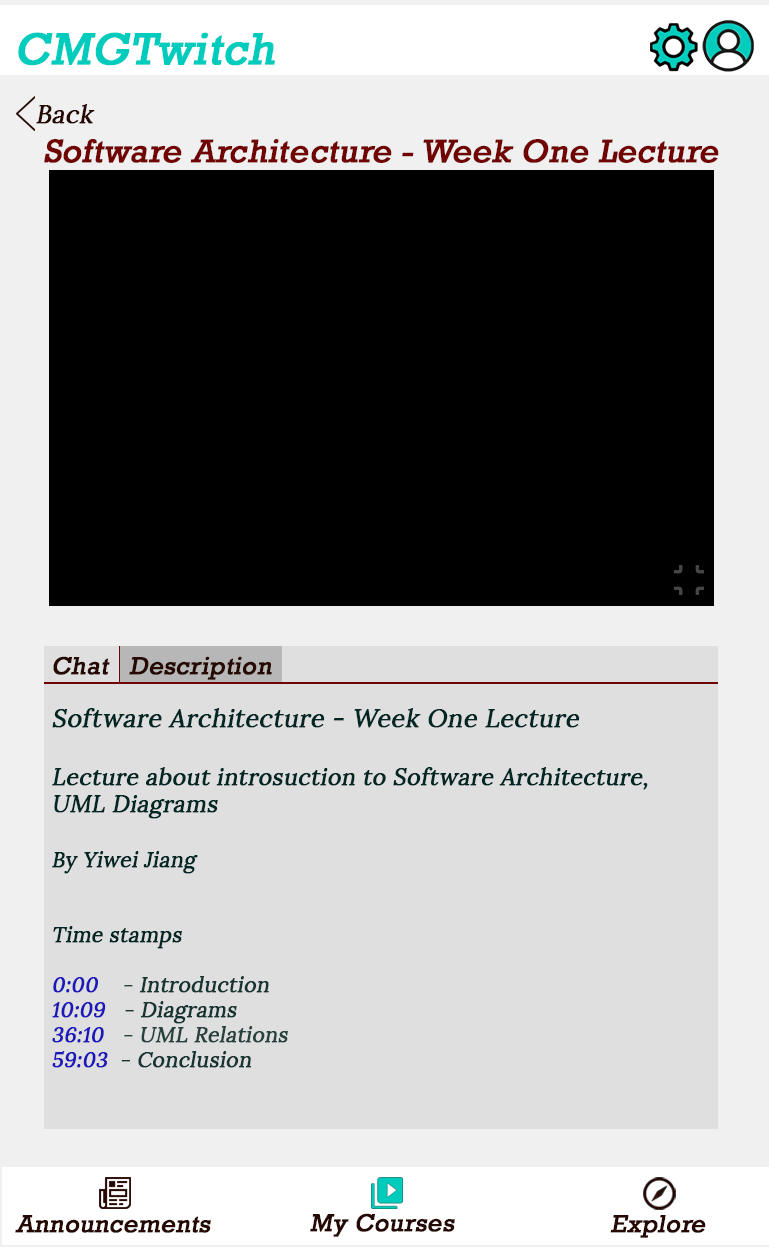 CMGTwitch
Back
Software Architecture - Week One Lecture
Chat Description
Software Architecture - Week One Lecture
Lecture about introsuction to Software Architecture,
UML Diagrams
By Yiwei Jiang
Time stamps
0:00 - Introduction
10:09 - Diagrams
36:10 - UML Relations
59:03 - Conclusion
Announcements My Courses Explore